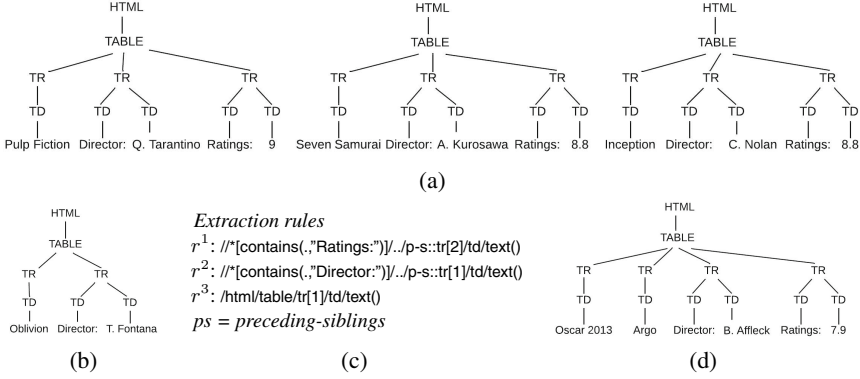 HTML HTML HTML
TABLE TABLE TABLE
TR TR TR TR TR TR TR TR TR
TD TD TD TD TD TD TD TD TD TD TD TD TD TD TD
Pulp Fiction Director: Q. Tarantino Ratings: 9 Seven Samurai Director: A. Kurosawa Ratings: 8.8 Inception Director: C. Nolan Ratings: 8.8
(a)
HTML
TABLE
TR TR
TD TD TD
Oblivion Director: T. Fontana
(b)
Extraction rules
r1: //*[contains(.,"Ratings:")]/../p-s::tr[2]/td/text()
r2: //*[contains(.,"Director:")]/../p-s::tr[1]/td/text()
r3: /html/table/tr[1]/td/text()
ps = preceding-siblings
(c)
HTML
TABLE
TR TR TR TR
TD TD TD TD TD TD
Oscar 2013 Argo Director: B. Affleck Ratings: 7.9
(d)